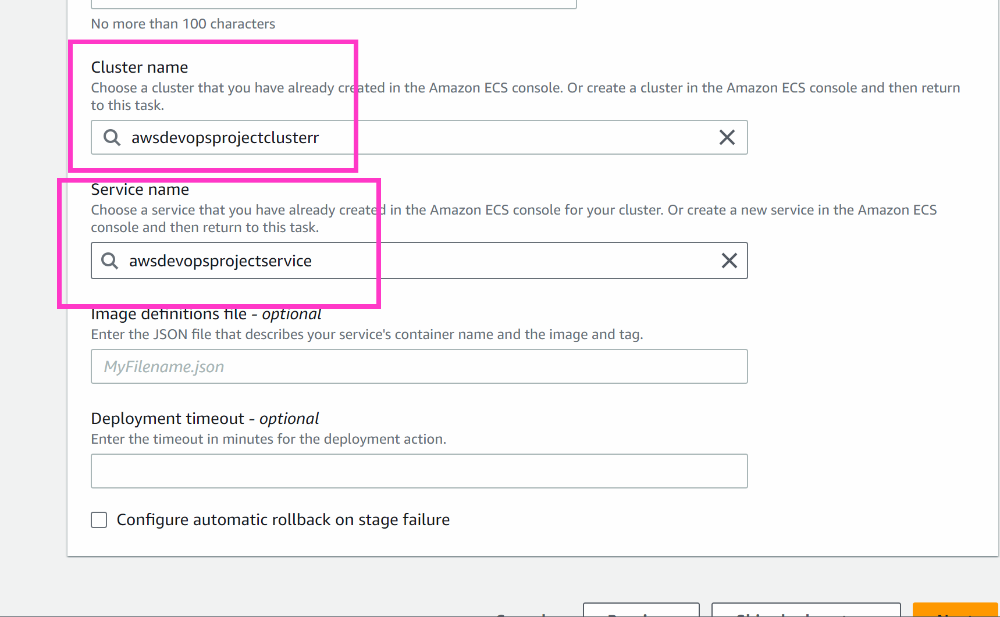 No more than 100 characters
Cluster name
Choose a cluster that you have already created in the Amazon ECS console. Or create a cluster in the Amazon ECS console and then return
to this task.
awsdevopsprojectclusterr
Service name
Choose a service that you have already created in the Amazon ECS console for your cluster. Or create a new service in the Amazon ECS
console and then return to this task.
awsdevopsprojectservice
Image definitions file - optional
Enter the JSON file that describes your service's container name and the image and tag.
MyFilename.json
Deployment timeout - optional
Enter the timeout in minutes for the deployment action.
Configure automatic rollback on stage failure